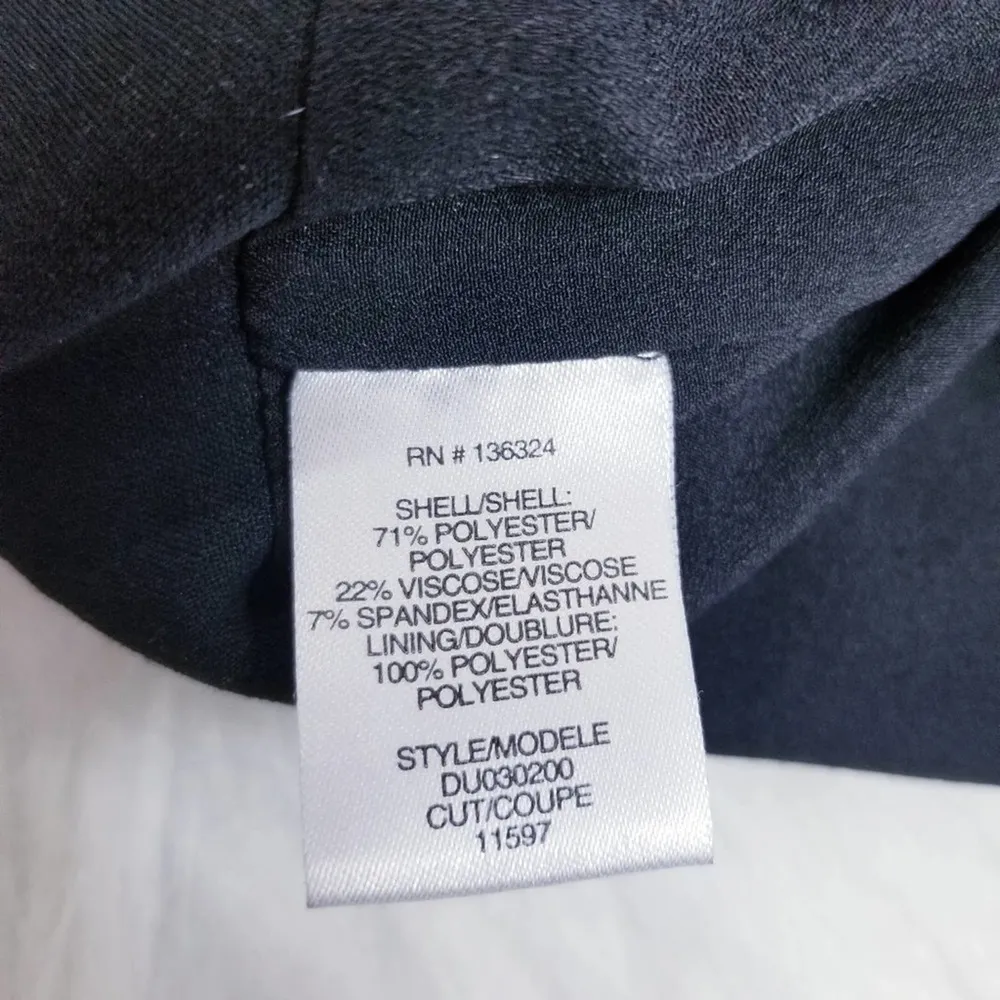 RN # 136324
SHELL/SHELL:
71% POLYESTER/
POLYESTER
22% VISCOSE/VISCOSE
7% SPANDEX/ELASTHANNE
LINING/DOUBLURE:
100% POLYESTER/
POLYESTER
STYLE/MODELE
DU030200
CUT/COUPE
11597